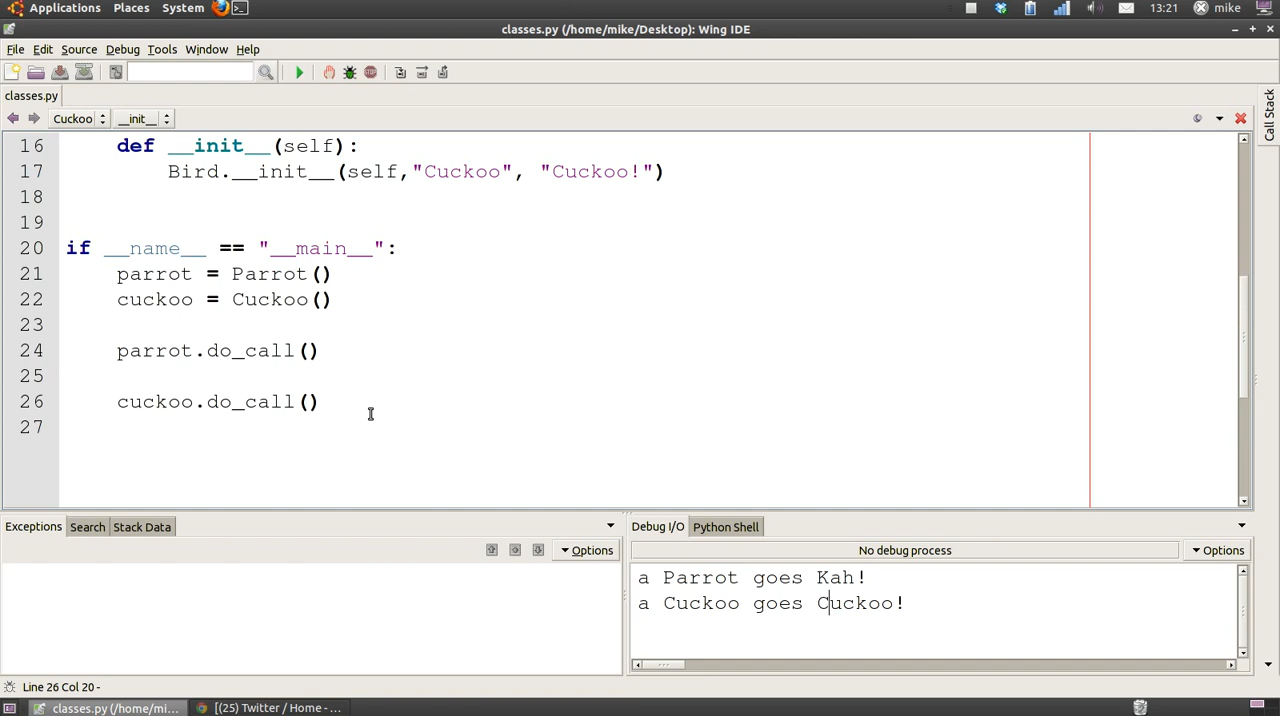 Applications Places System 13:21 mike
classes.py (/home/mike/Desktop): Wing IDE
File Edit Source Debug Tools Window Help
classes.py
Cuckoo __init__
Call Stack
16 def __init__(self):
17 Bird.__init__(self,"Cuckoo", "Cuckoo!")
18
19
20 if __name__ == "__main__":
21 parrot = Parrot()
22 cuckoo = Cuckoo()
23
24 parrot.do_call()
25
26 cuckoo.do_call()
27
Exceptions Search Stack Data
Options
Debug I/O Python Shell
No debug process Options
a Parrot goes Kah!
a Cuckoo goes Cuckoo!
Line 26 Col 20 -
classes.py (/home/mi... [(25) Twitter / Home - ...